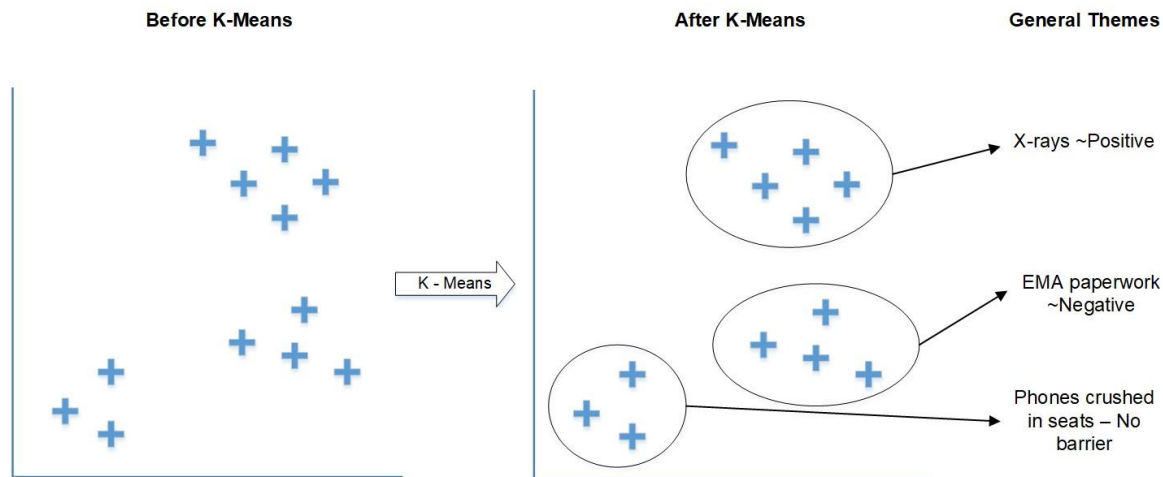 Before K-Means
After K-Means
General Themes
X-rays ~Positive
K - Means
EMA paperwork
~Negative
Phones crushed
in seats – No
barrier